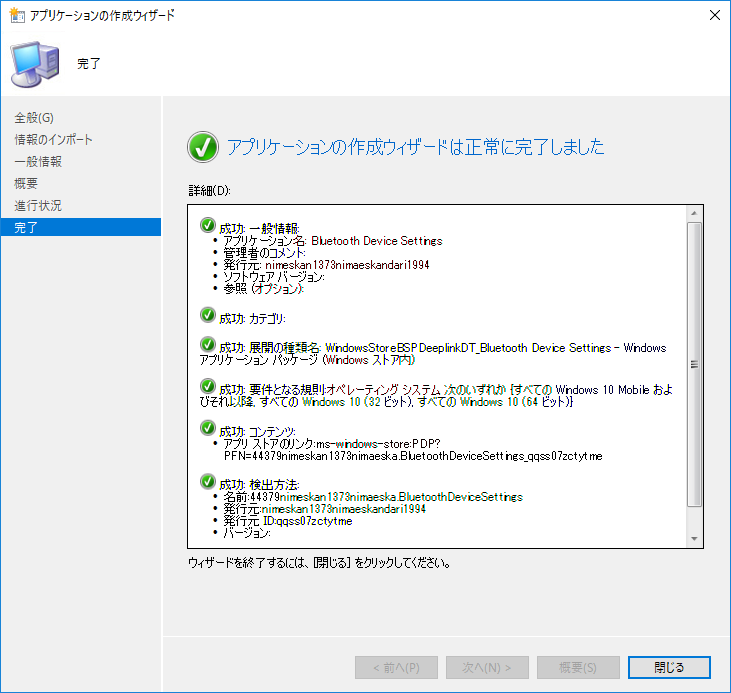 アプリケーションの作成ウィザード
完了
全般(G)
情報のインポート
一般情報
概要
進行状況
完了
アプリケーションの作成ウィザードは正常に完了しました
詳細(D):
成功: 一般情報:
• アプリケーション名: Bluetooth Device Settings
• 管理者のコメント:
• 発行元: nimeskan1373nimaeskandari1994
• ソフトウェア バージョン:
• 参照 (オプション):
成功: カテゴリ:
成功: 展開の種類名: WindowsStoreBSPDeeplinkDT_Bluetooth Device Settings - Windows
アプリケーション パッケージ (Windows ストア内)
成功: 要件となる規則:オペレーティング システム 次のいずれか {すべての Windows 10 Mobile およ
びそれ以降, すべての Windows 10 (32 ビット), すべての Windows 10 (64 ビット)}
成功: コンテンツ:
• アプリ ストアのリンク:ms-windows-store:PDP?
PFN=44379nimeskan1373nimaeska.BluetoothDeviceSettings_qqss07zctytme
成功: 検出方法:
• 名前:44379nimeskan1373nimaeska.BluetoothDeviceSettings
• 発行元:nimeskan1373nimaeskandari1994
• 発行元 ID:qqss07zctytme
• バージョン:
ウィザードを終了するには、[閉じる] をクリックしてください。
< 前へ(P)
次へ(N) >
概要(S)
閉じる